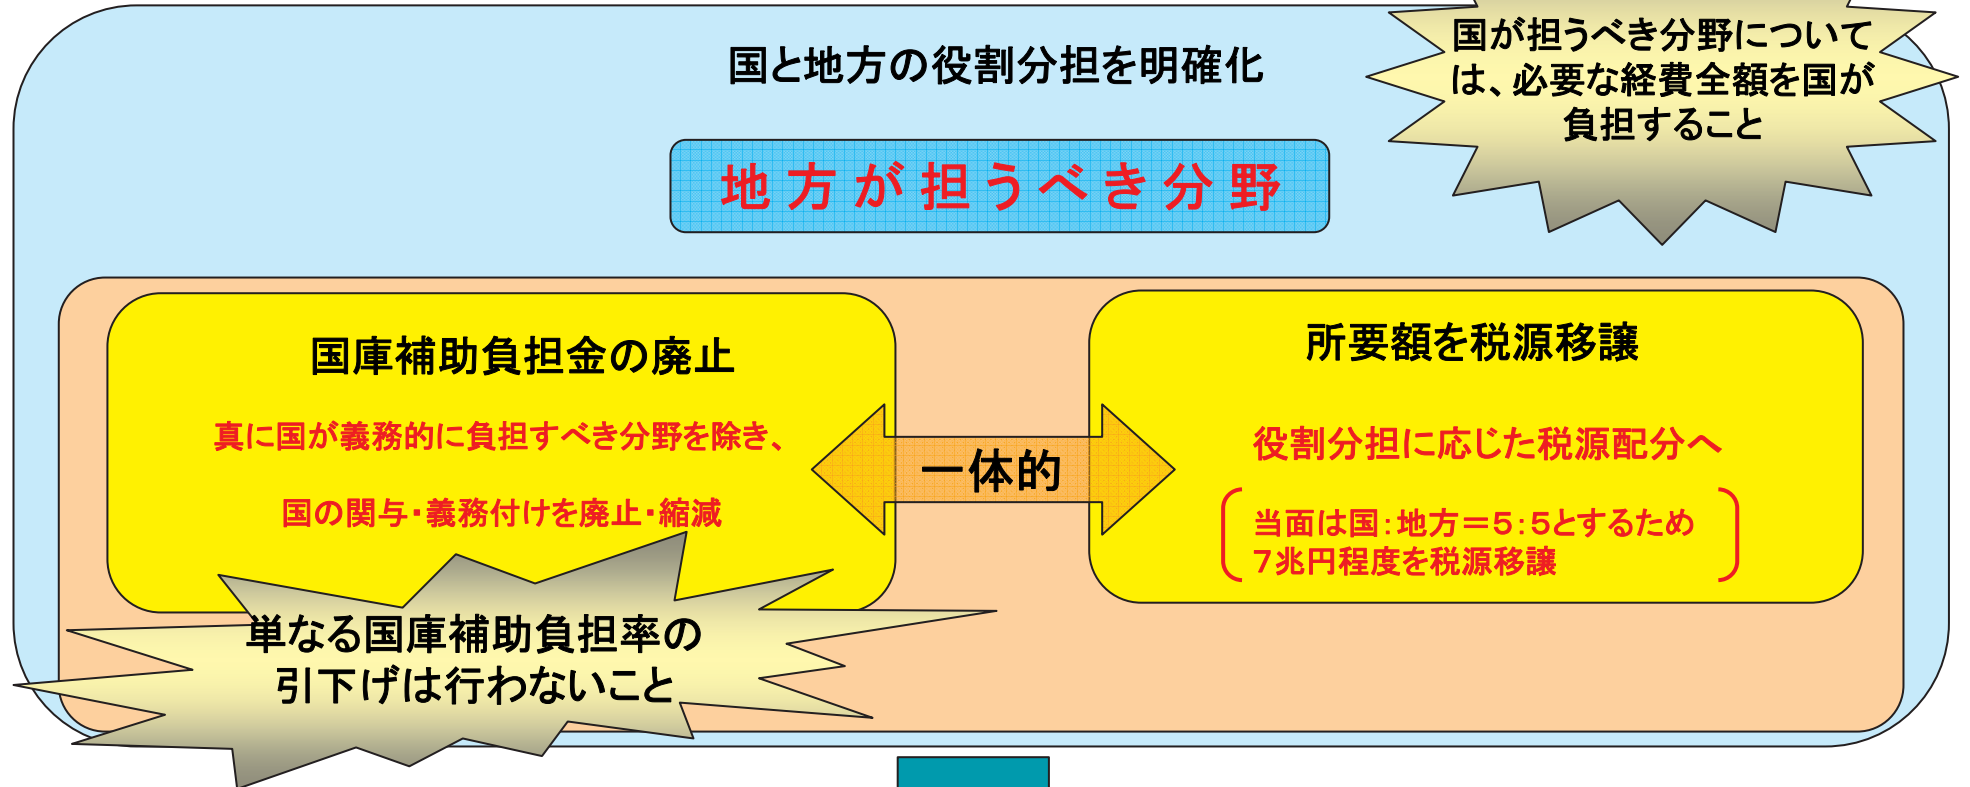 国と地方の役割分担を明確化
国が担うべき分野について
は、必要な経費全額を国が
負担すること
地方が担うべき分野
国庫補助負担金の廃止
真に国が義務的に負担すべき分野を除き、
国の関与・義務付けを廃止・縮減
単なる国庫補助負担率の
引下げは行わないこと
一体的
所要額を税源移譲
役割分担に応じた税源配分へ
当面は国：地方＝５：５とするため
７兆円程度を税源移譲